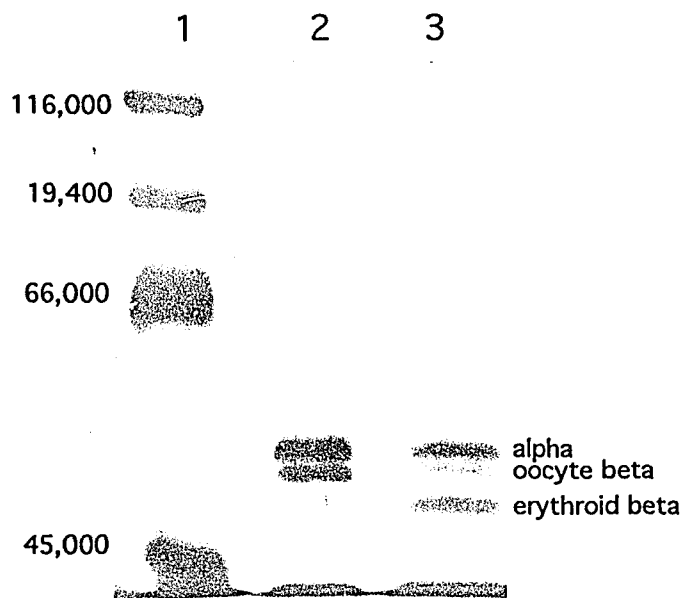 1 2 3
116,000
19,400
66,000
alpha
oocyte beta
erythroid beta
45,000